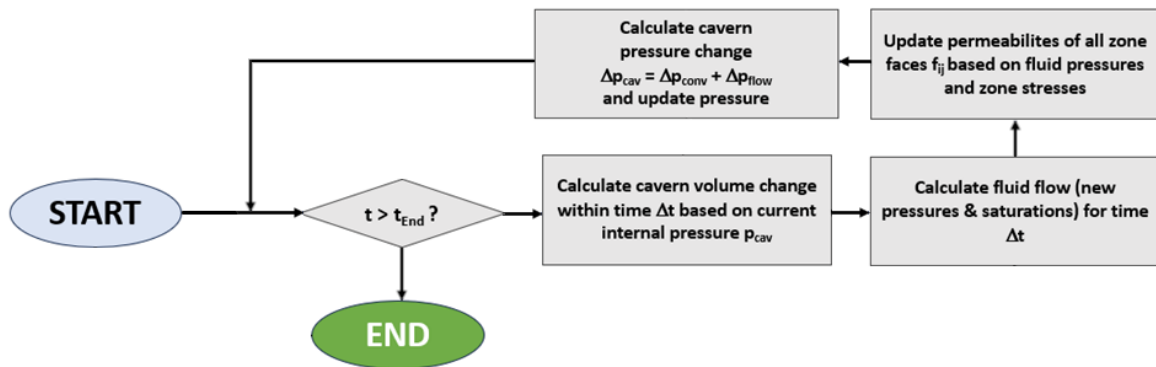 START
t > tEnd ?
END
Calculate cavern volume change
within time Δt based on current
internal pressure pcav
Calculate fluid flow (new
pressures & saturations) for time
Δt
Update permeabilites of all zone
faces fij based on fluid pressures
and zone stresses
Calculate cavern
pressure change
Δpcav = Δpconv + Δpflow
and update pressure